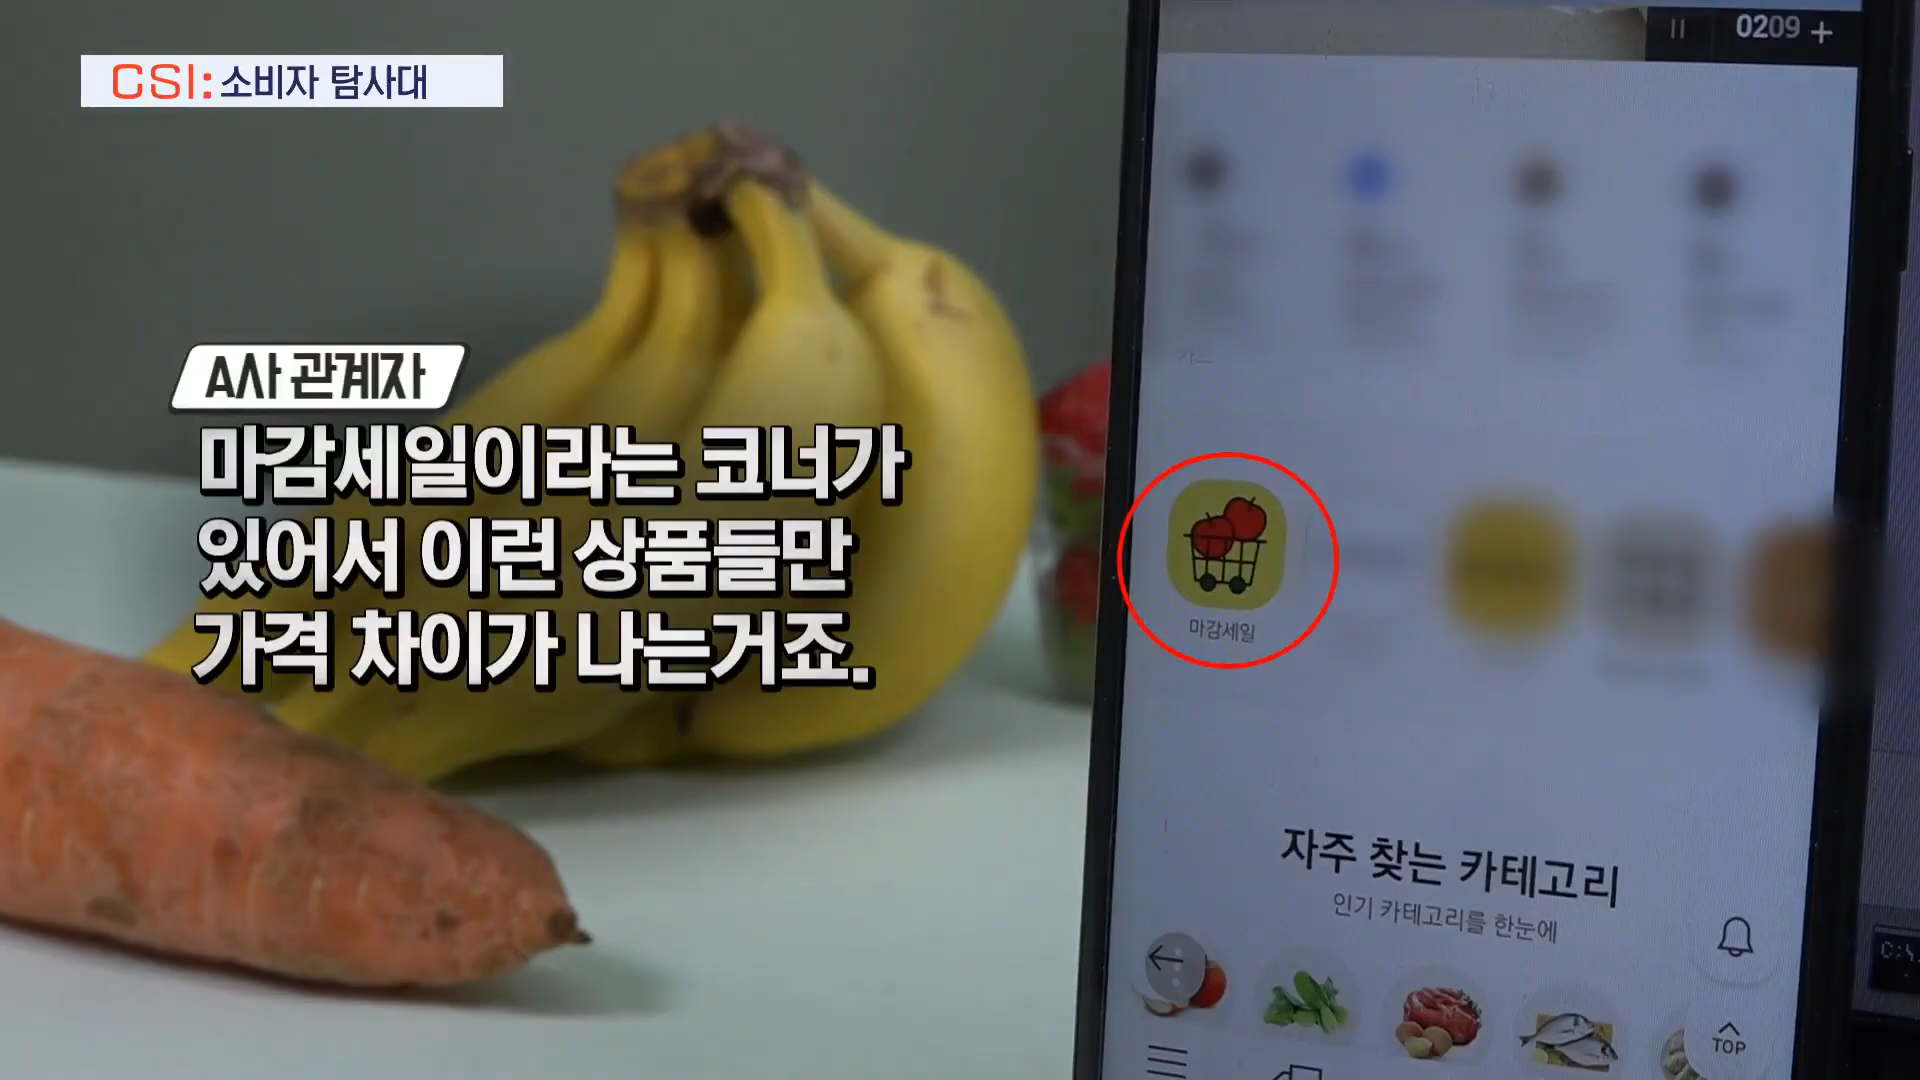 CSI: 소비자 탐사대
0209
A사 관계자
마감세일이라는 코너가
있어서 이런 상품들만
가격 차이가 나는거죠.
마감세일
자주 찾는 카테고리
인기 카테고리를 한눈에
TOP